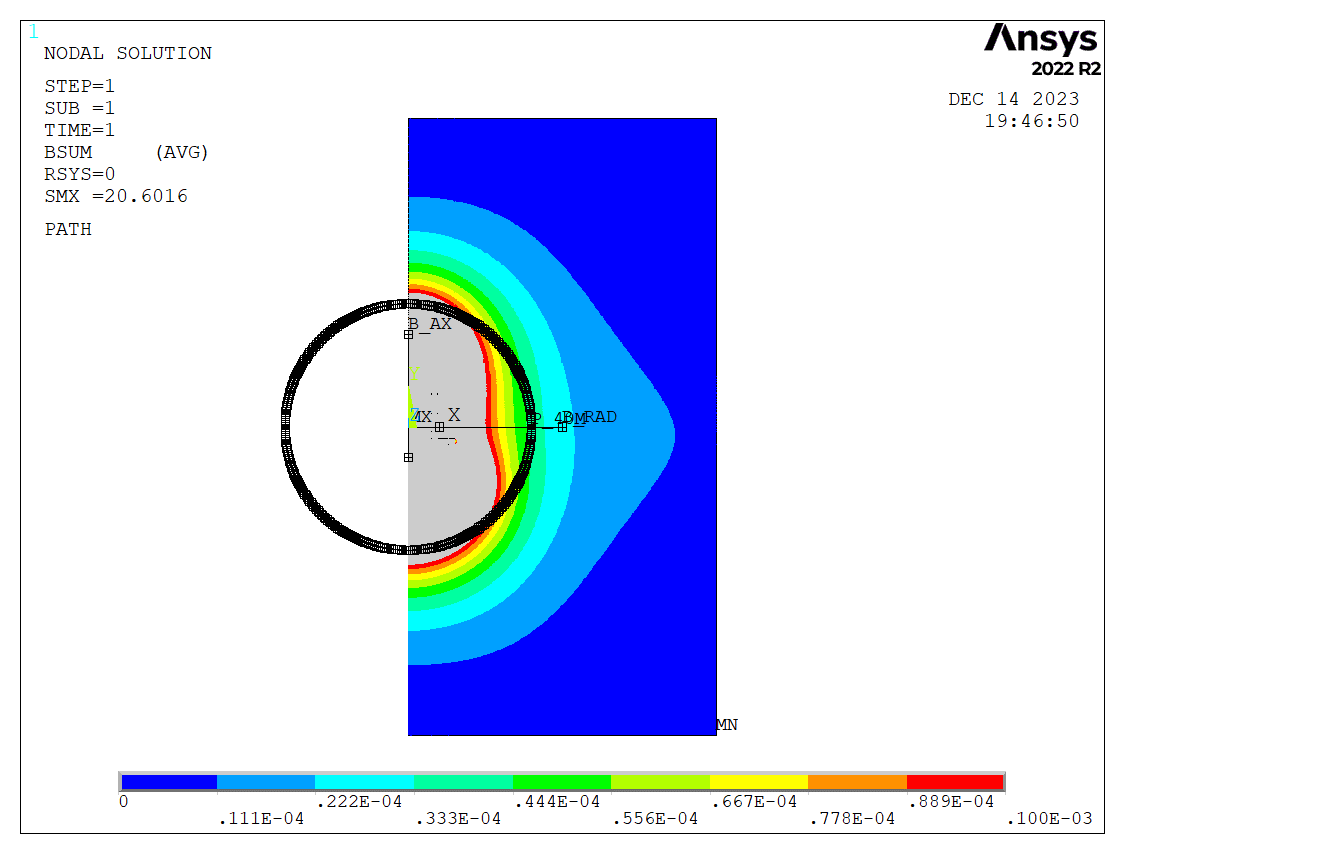 1
NODAL SOLUTION
STEP=1
SUB =1
TIME=1
BSUM (AVG)
RSYS=0
SMX =20.6016
PATH
Ansys
2022 R2
DEC 14 2023
19:46:50
B_AX
Y
Z
MX X
B_RAD
MN
0 .222E-04 .444E-04 .667E-04 .889E-04
.111E-04 .333E-04 .556E-04 .778E-04 .100E-03